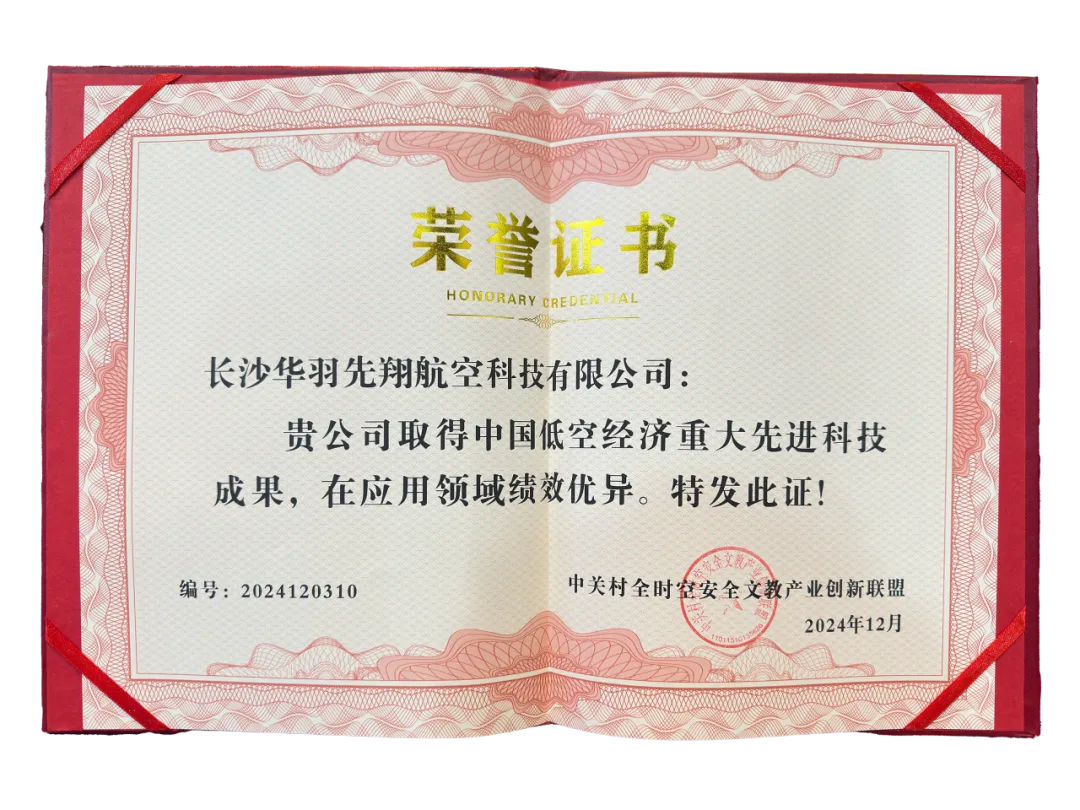 荣誉证书
HONORARY CREDENTIAL
长沙华羽先翔航空科技有限公司：
贵公司取得中国低空经济重大先进科技
成果，在应用领域绩效优异。特发此证！
编号：2024120310
中关村全时空安全文教产业创新联盟
2024年12月